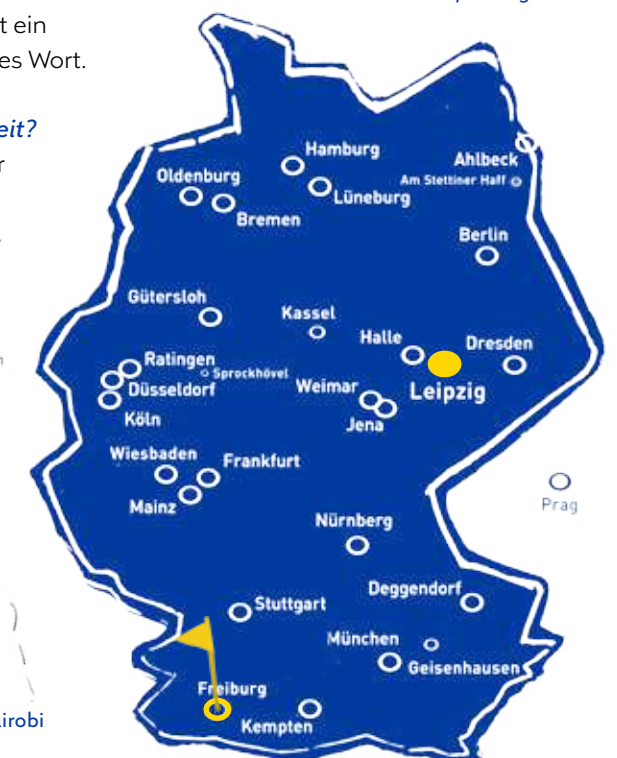 t ein
es Wort.
eit?
r
Hamburg
Ahlbeck
Am Stettiner Haff
Oldenburg
Lüneburg
Bremen
Berlin
Gütersloh
Kassel
Halle
Dresden
Ratingen
Sprockhövel
Düsseldorf
Weimar
Leipzig
Köln
Jena
Wiesbaden
Frankfurt
Mainz
Prag
Nürnberg
Deggendorf
Stuttgart
München
Geisenhausen
Freiburg
Kempten
irobi